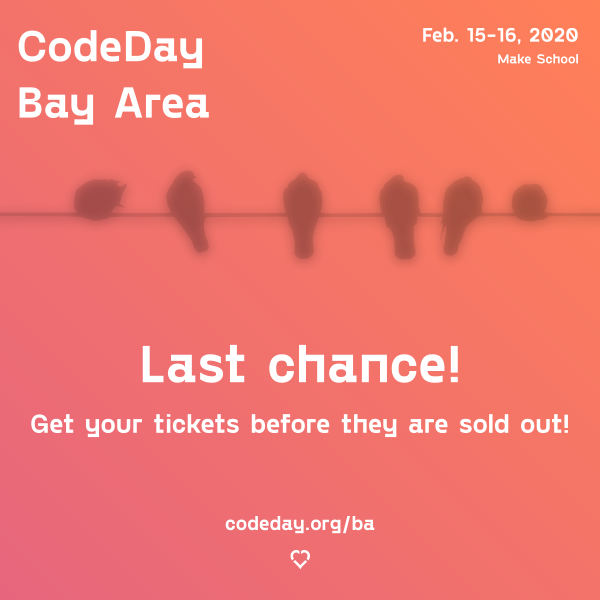 CodeDay
Bay Area
Feb. 15-16, 2020
Make School
Last chance!
Get your tickets before they are sold out!
codeday.org/ba